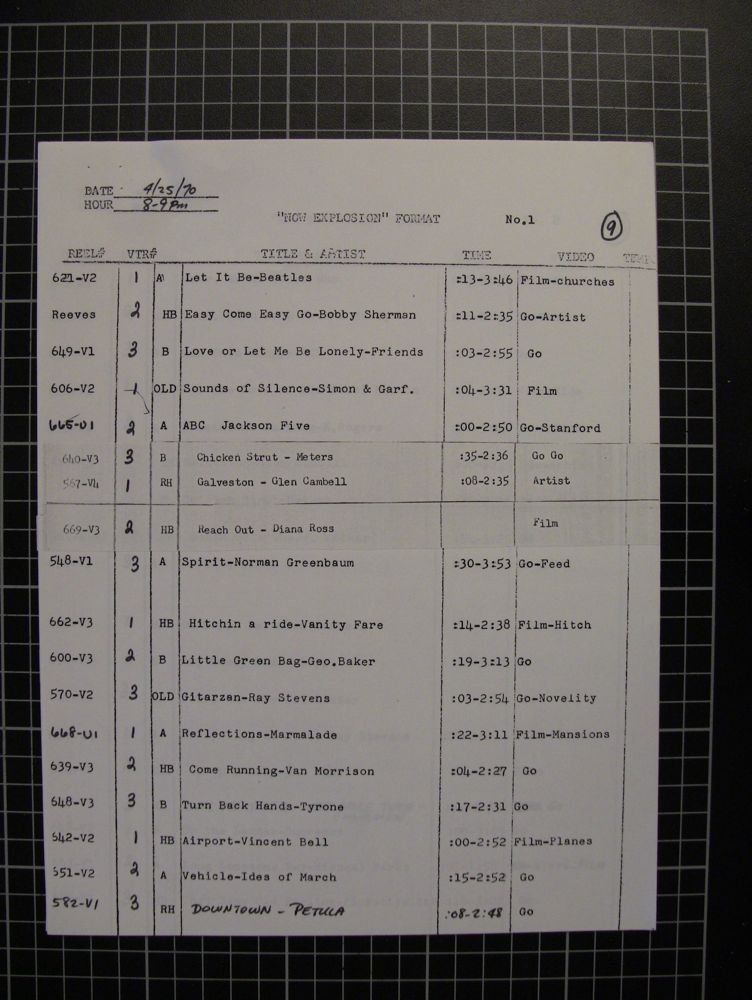 DATE 4/25/70
HOUR 8-9 Pm
"NOW EXPLOSION" FORMAT No.1 9
REEL# VTR# TITLE & ARTIST TIME VIDEO
621-V2 1 A Let It Be-Beatles :13-3:46 Film-churches
Reeves 2 HB Easy Come Easy Go-Bobby Sherman :11-2:35 Go-Artist
649-V1 3 B Love or Let Me Be Lonely-Friends :03-2:55 Go
606-V2 1 OLD Sounds of Silence-Simon & Garf. :04-3:31 Film
665-U1 2 A ABC Jackson Five :00-2:50 Go-Stanford
640-V3 3 B Chicken Strut - Meters :35-2:36 Go Go
567-V4 1 RH Galveston - Glen Cambell :08-2:35 Artist
669-V3 2 HB Reach Out - Diana Ross Film
548-V1 3 A Spirit-Norman Greenbaum :30-3:53 Go-Feed
662-V3 1 HB Hitchin a ride-Vanity Fare :14-2:38 Film-Hitch
600-V3 2 B Little Green Bag-Geo.Baker :19-3:13 Go
570-V2 3 OLD Gitarzan-Ray Stevens :03-2:54 Go-Novelity
668-U1 1 A Reflections-Marmalade :22-3:11 Film-Mansions
639-V3 2 HB Come Running-Van Morrison :04-2:27 Go
648-V3 3 B Turn Back Hands-Tyrone :17-2:31 Go
542-V2 1 HB Airport-Vincent Bell :00-2:52 Film-Planes
551-V2 2 A Vehicle-Ides of March :15-2:52 Go
582-V1 3 RH DOWNTOWN - PETULA :08-2:48 Go